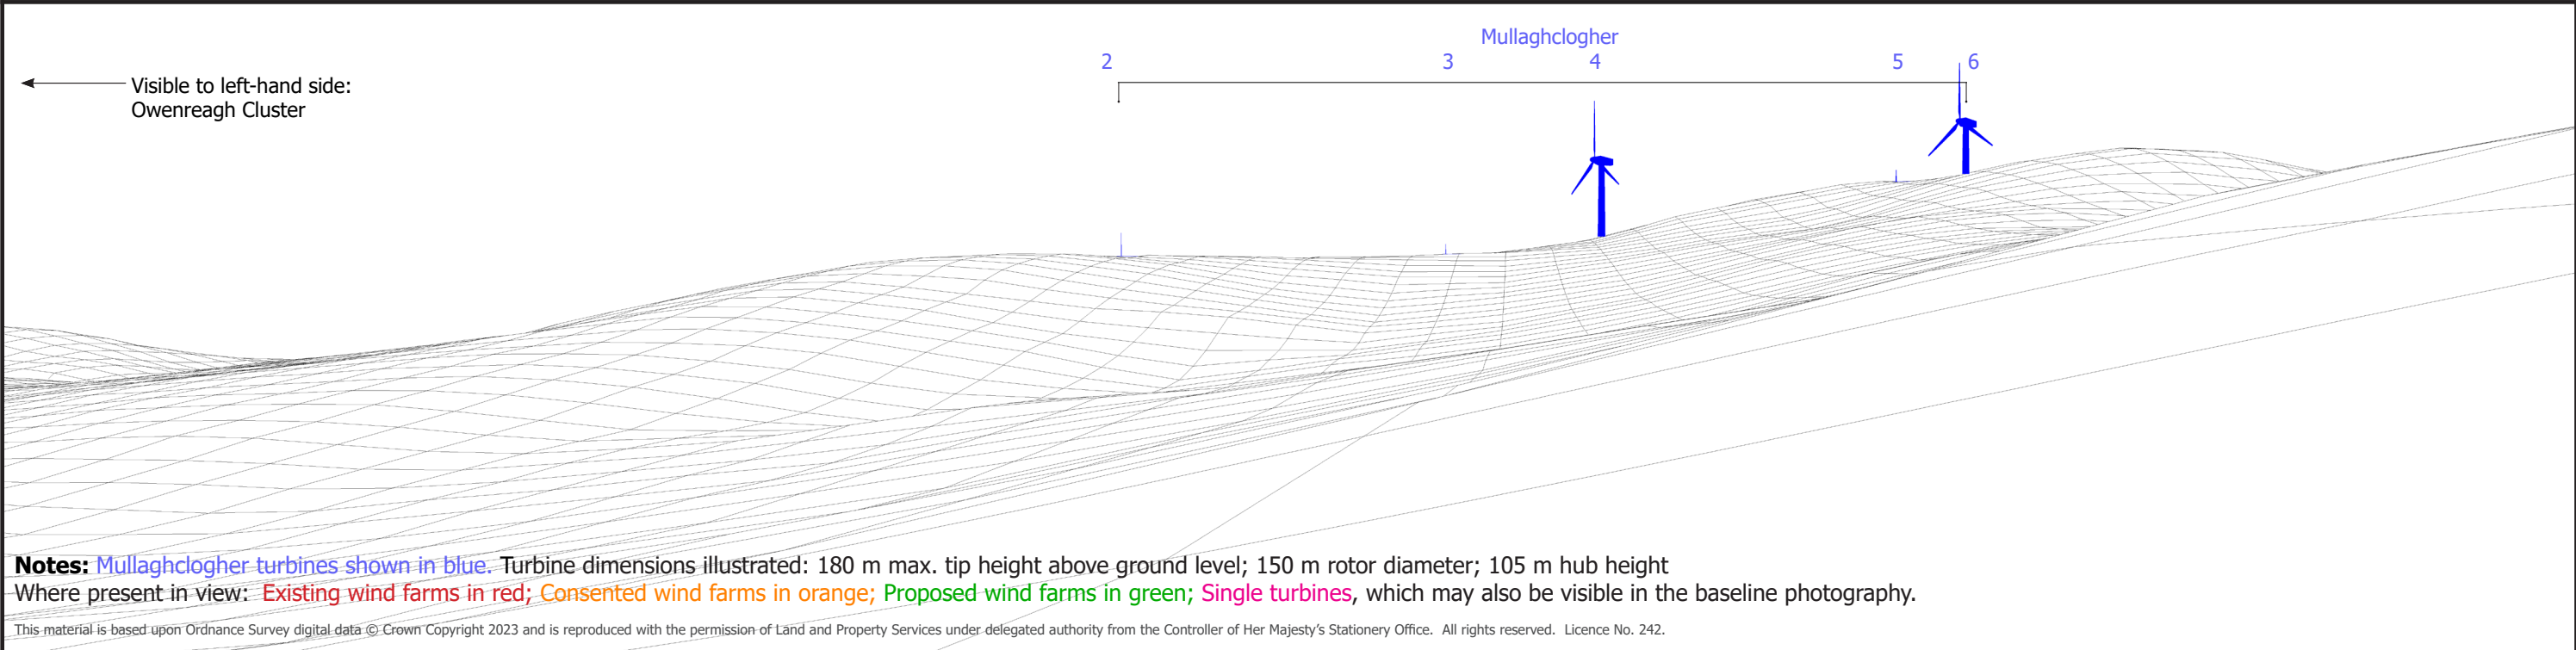 Mullaghclogher
2 3 4 5 6
Visible to left-hand side:
Owenreagh Cluster
Notes: Mullaghclogher turbines shown in blue. Turbine dimensions illustrated: 180 m max. tip height above ground level; 150 m rotor diameter; 105 m hub height
Where present in view: Existing wind farms in red; Consented wind farms in orange; Proposed wind farms in green; Single turbines, which may also be visible in the baseline photography.
This material is based upon Ordnance Survey digital data © Crown Copyright 2023 and is reproduced with the permission of Land and Property Services under delegated authority from the Controller of Her Majesty's Stationery Office. All rights reserved. Licence No. 242.